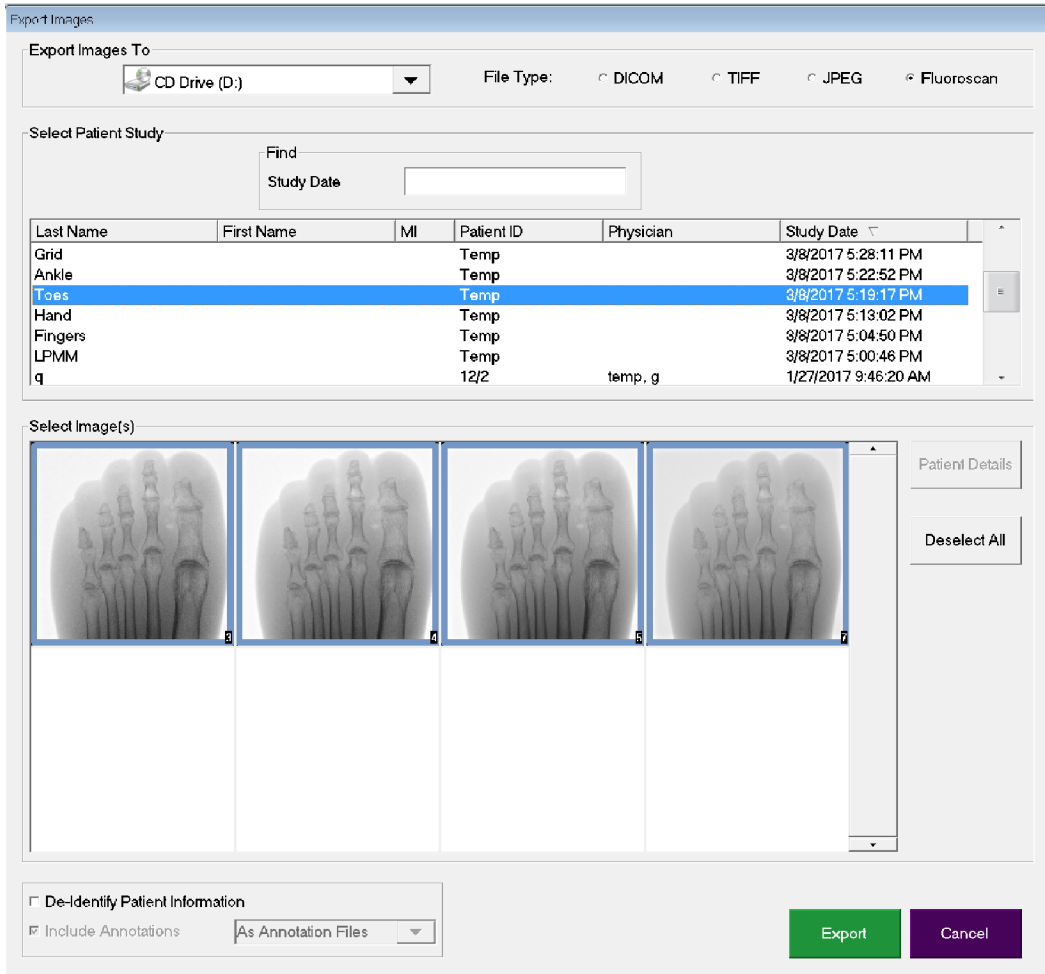 Export Images
Export Images To
CD Drive (D:)
File Type:
DICOM
TIFF
JPEG
Fluoroscan
Select Patient Study
Find
Study Date
Last Name First Name MI Patient ID Physician Study Date
Grid Temp 3/8/2017 5:28:11 PM
Ankle Temp 3/8/2017 5:22:52 PM
Toes Temp 3/8/2017 5:19:17 PM
Hand Temp 3/8/2017 5:13:02 PM
Fingers Temp 3/8/2017 5:04:50 PM
LPMM Temp 3/8/2017 5:00:46 PM
q 12/2 temp, g 1/27/2017 9:46:20 AM
Select Image(s)
3 4 7
Patient Details
Deselect All
De-Identify Patient Information
Include Annotations
As Annotation Files
Export
Cancel